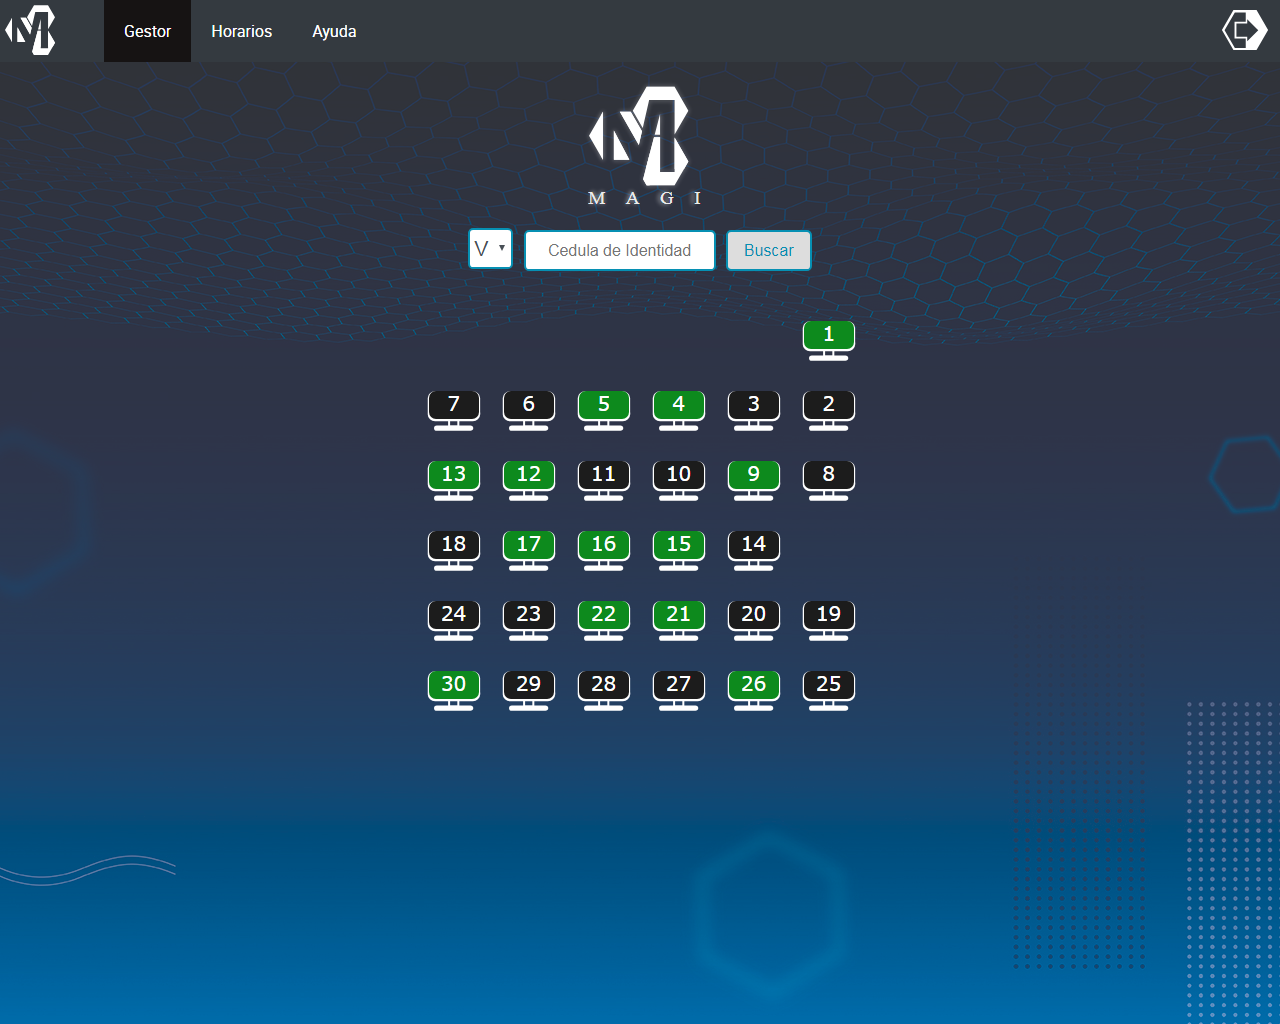 Gestor Horarios Ayuda
M A G I
V Cedula de Identidad Buscar
1
7 6 5 4 3 2
13 12 11 10 9 8
18 17 16 15 14
24 23 22 21 20 19
30 29 28 27 26 25